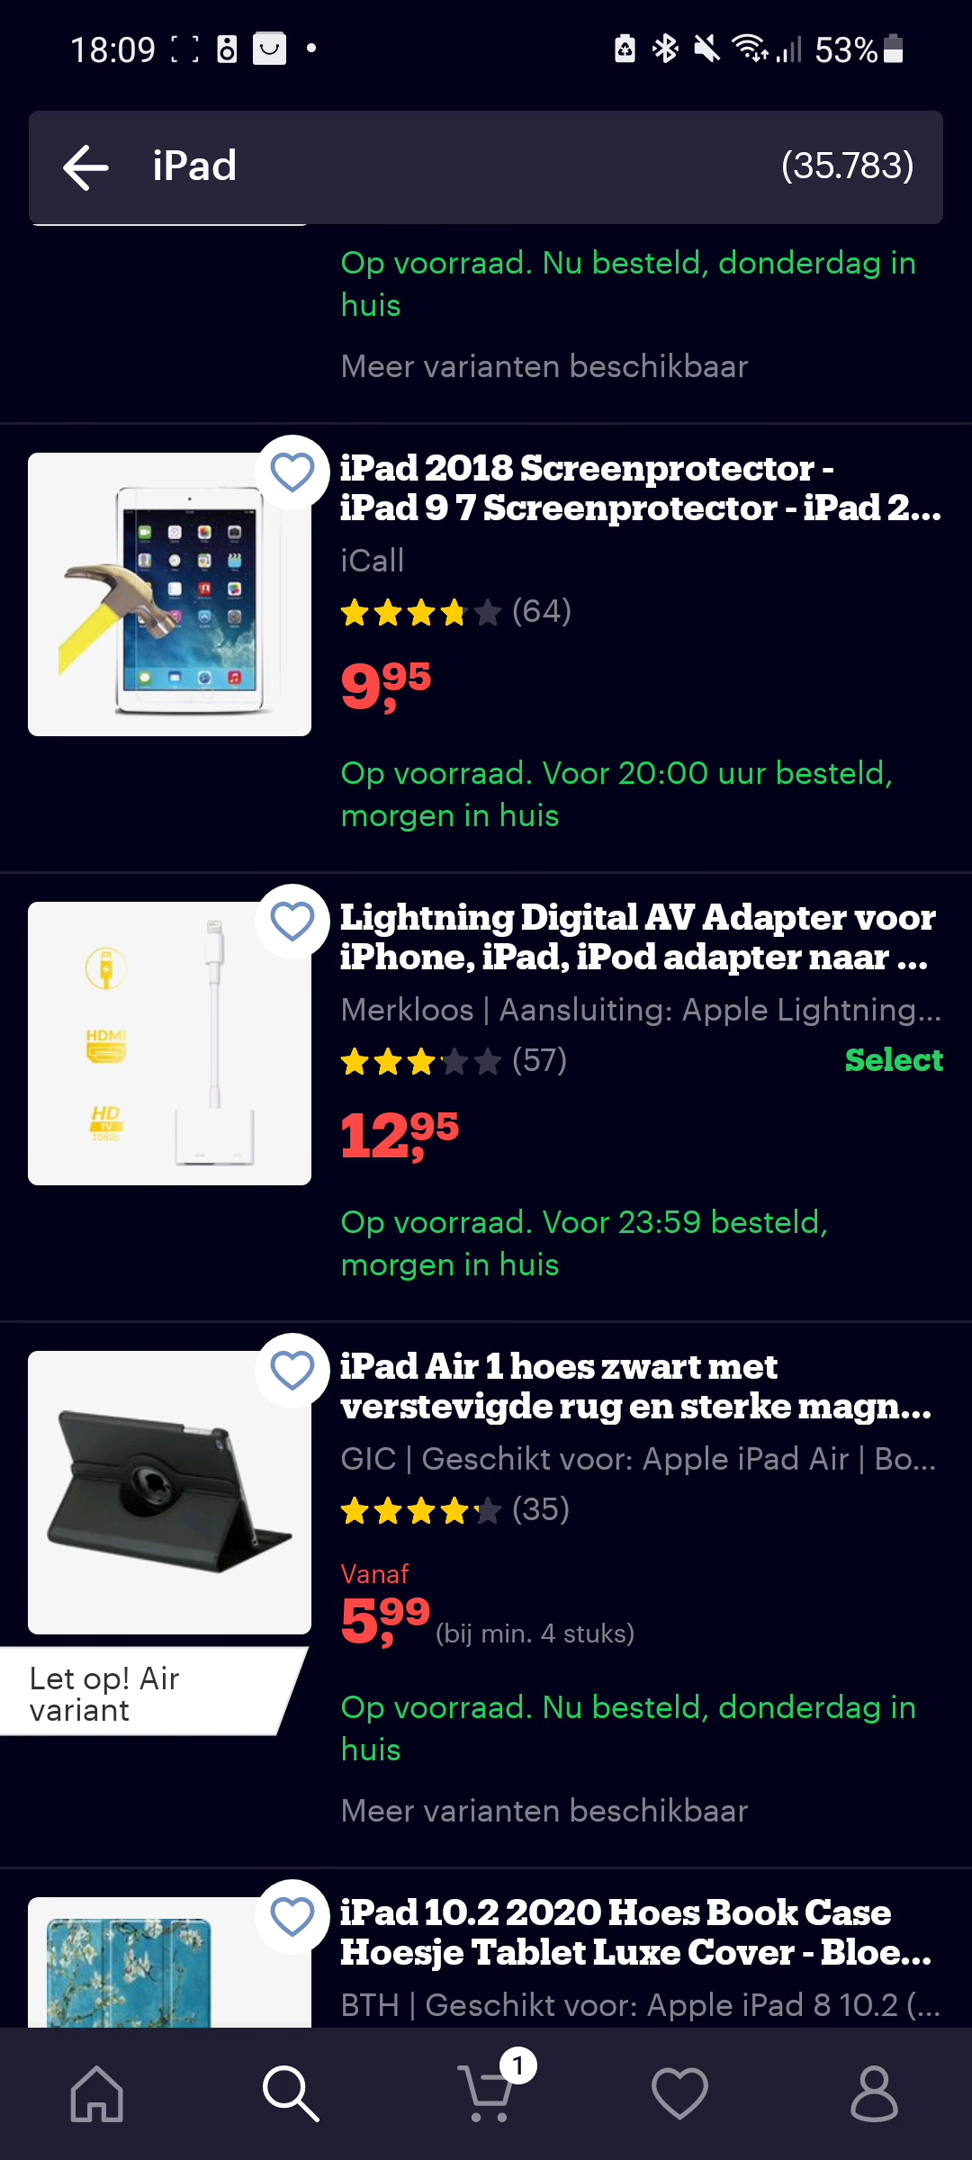 18:09
53%
iPad
(35.783)
Op voorraad. Nu besteld, donderdag in
huis
Meer varianten beschikbaar
iPad 2018 Screenprotector -
iPad 9 7 Screenprotector - iPad 2...
iCall
(64)
9,95
Op voorraad. Voor 20:00 uur besteld,
morgen in huis
HDMI
HD
TV
1080p
Lightning Digital AV Adapter voor
iPhone, iPad, iPod adapter naar ...
Merkloos | Aansluiting: Apple Lightning...
(57)
Select
12,95
Op voorraad. Voor 23:59 besteld,
morgen in huis
iPad Air 1 hoes zwart met
verstevigde rug en sterke magn...
GIC | Geschikt voor: Apple iPad Air | Bo...
(35)
Vanaf
5,99 (bij min. 4 stuks)
Let op! Air
variant
Op voorraad. Nu besteld, donderdag in
huis
Meer varianten beschikbaar
iPad 10.2 2020 Hoes Book Case
Hoesje Tablet Luxe Cover - Bloe...
BTH | Geschikt voor: Apple iPad 8 10.2 (...
1